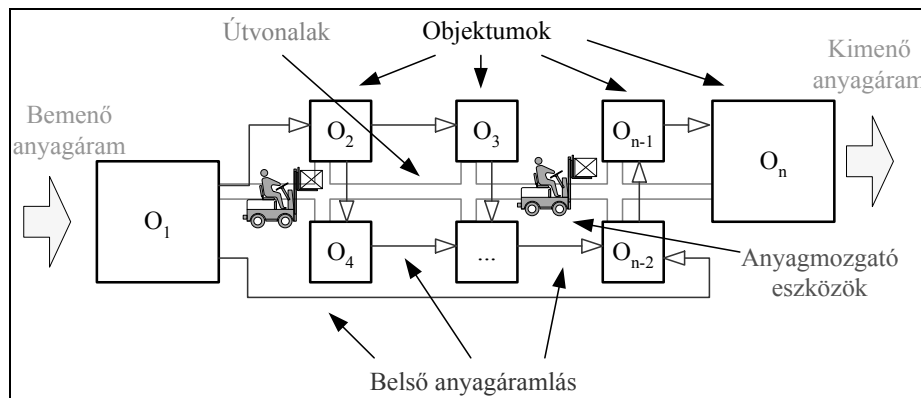 Útvonalak
Objektumok
Kimenő
anyagáram
Bemenő
anyagáram
O2
O3
On-1
On
O1
O4
...
On-2
Anyagmozgató
eszközök
Belső anyagáramlás